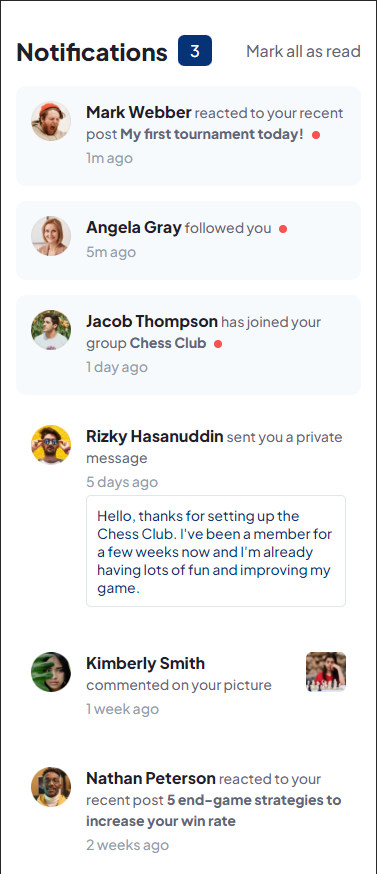 Notifications 3 Mark all as read
Mark Webber reacted to your recent
post My first tournament today!
1m ago
Angela Gray followed you
5m ago
Jacob Thompson has joined your
group Chess Club
1 day ago
Rizky Hasanuddin sent you a private
message
5 days ago
Hello, thanks for setting up the
Chess Club. I've been a member for
a few weeks now and I'm already
having lots of fun and improving my
game.
Kimberly Smith
commented on your picture
1 week ago
Nathan Peterson reacted to your
recent post 5 end-game strategies to
increase your win rate
2 weeks ago